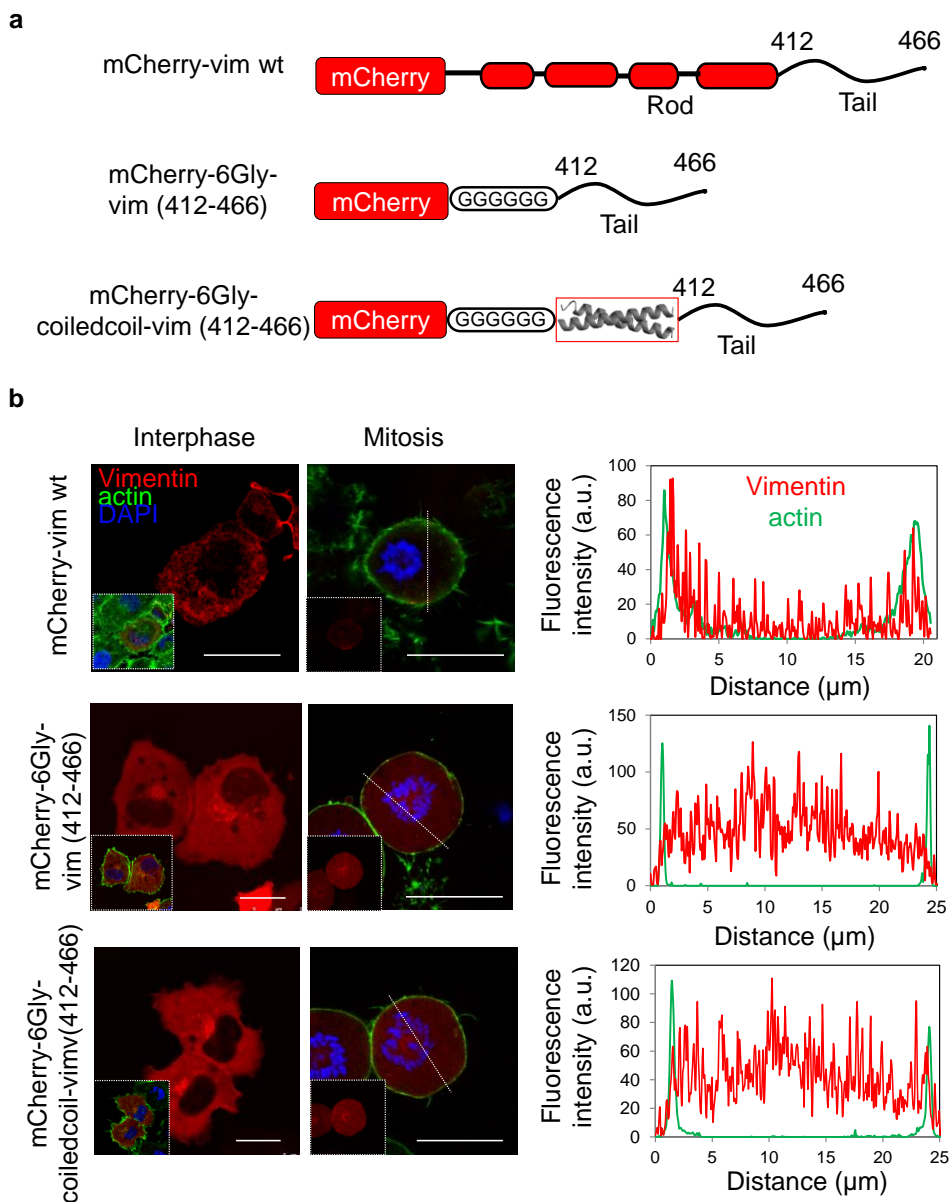 a
mCherry-vim wt
mCherry
412
466
Rod
Tail
mCherry-6Gly-
vim (412-466)
mCherry
GGGGGG
412
466
Tail
mCherry-6Gly-
coiledcoil-vim (412-466)
mCherry
GGGGGG
412
466
Tail
b
Interphase
Mitosis
mCherry-vim wt
Vimentin
actin
DAPI
Fluorescence
intensity (a.u.)
100
80
60
40
20
0
Vimentin
actin
0 5 10 15 20
Distance (µm)
mCherry-6Gly-
vim (412-466)
Fluorescence
intensity (a.u.)
150
100
50
0
0 5 10 15 20 25
Distance (µm)
mCherry-6Gly-
coiledcoil-vimv(412-466)
Fluorescence
intensity (a.u.)
120
100
80
60
40
20
0
0 5 10 15 20 25
Distance (µm)